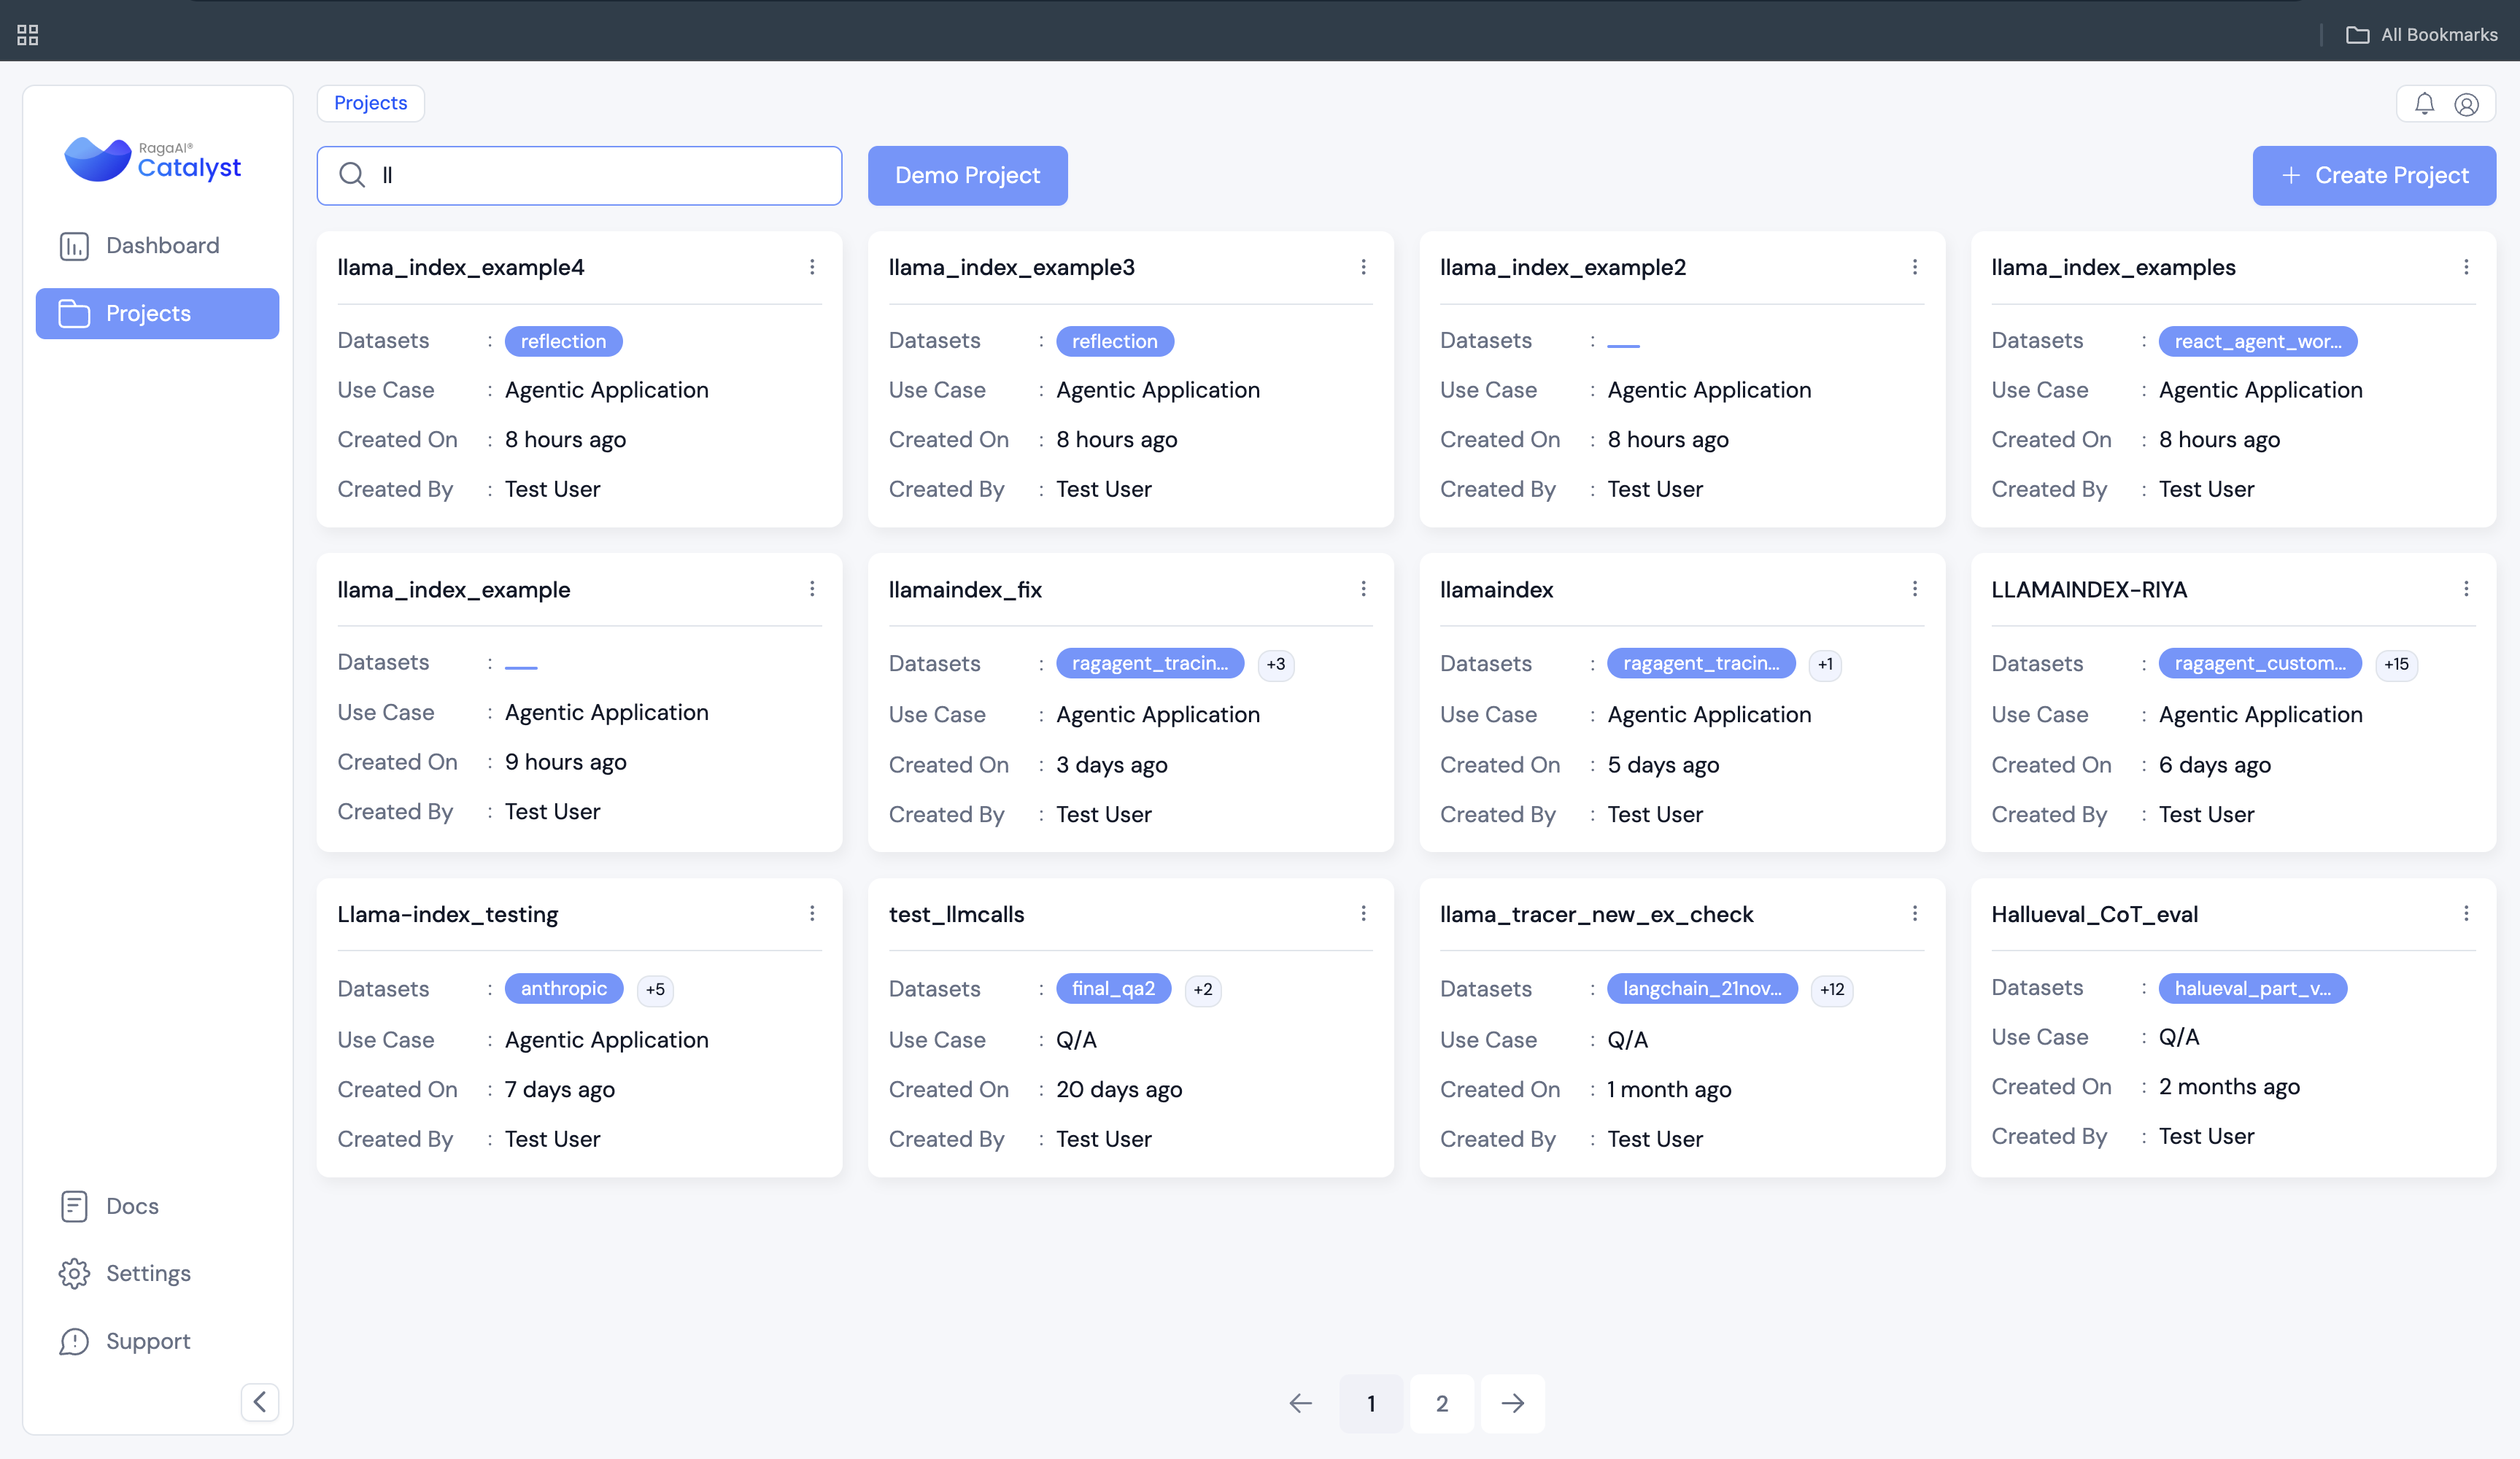 All Bookmarks
RagaAI®
Catalyst
Dashboard
Projects
Docs
Settings
Support
Projects
ll
Demo Project
+ Create Project
llama_index_example4
Datasets : reflection
Use Case : Agentic Application
Created On : 8 hours ago
Created By : Test User
llama_index_example3
Datasets : reflection
Use Case : Agentic Application
Created On : 8 hours ago
Created By : Test User
llama_index_example2
Datasets : __
Use Case : Agentic Application
Created On : 8 hours ago
Created By : Test User
llama_index_examples
Datasets : react_agent_wor...
Use Case : Agentic Application
Created On : 8 hours ago
Created By : Test User
llama_index_example
Datasets : __
Use Case : Agentic Application
Created On : 9 hours ago
Created By : Test User
llamaindex_fix
Datasets : ragagent_tracin... +3
Use Case : Agentic Application
Created On : 3 days ago
Created By : Test User
llamaindex
Datasets : ragagent_tracin... +1
Use Case : Agentic Application
Created On : 5 days ago
Created By : Test User
LLAMAINDEX-RIYA
Datasets : ragagent_custom... +15
Use Case : Agentic Application
Created On : 6 days ago
Created By : Test User
Llama-index_testing
Datasets : anthropic +5
Use Case : Agentic Application
Created On : 7 days ago
Created By : Test User
test_llmcalls
Datasets : final_qa2 +2
Use Case : Q/A
Created On : 20 days ago
Created By : Test User
llama_tracer_new_ex_check
Datasets : langchain_21nov... +12
Use Case : Q/A
Created On : 1 month ago
Created By : Test User
Hallueval_CoT_eval
Datasets : halueval_part_v...
Use Case : Q/A
Created On : 2 months ago
Created By : Test User
1 2